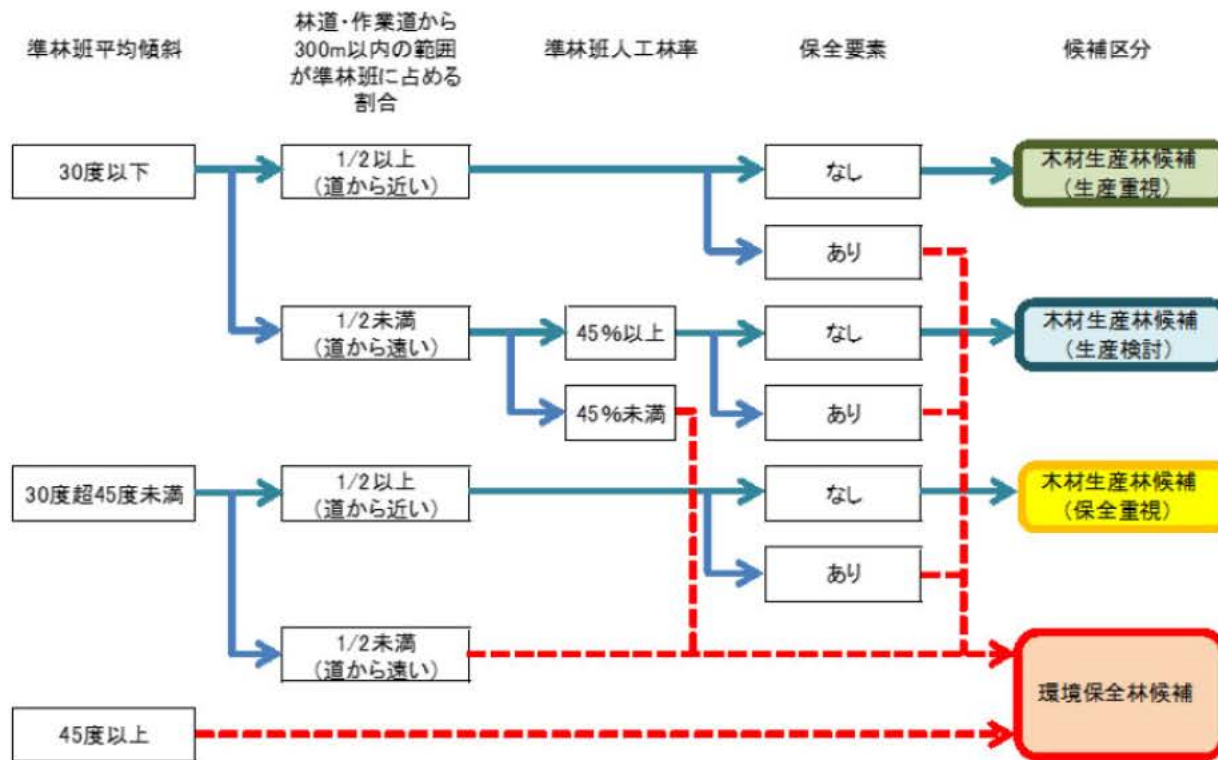 準林班平均傾斜
林道・作業道から
300m以内の範囲
が準林班に占める
割合
準林班人工林率
保全要素
候補区分
30度以下
1/2以上
(道から近い)
なし
木材生産林候補
(生産重視)
あり
1/2未満
(道から遠い)
45%以上
なし
木材生産林候補
(生産検討)
45%未満
あり
30度超45度未満
1/2以上
(道から近い)
なし
木材生産林候補
(保全重視)
あり
1/2未満
(道から遠い)
環境保全林候補
45度以上